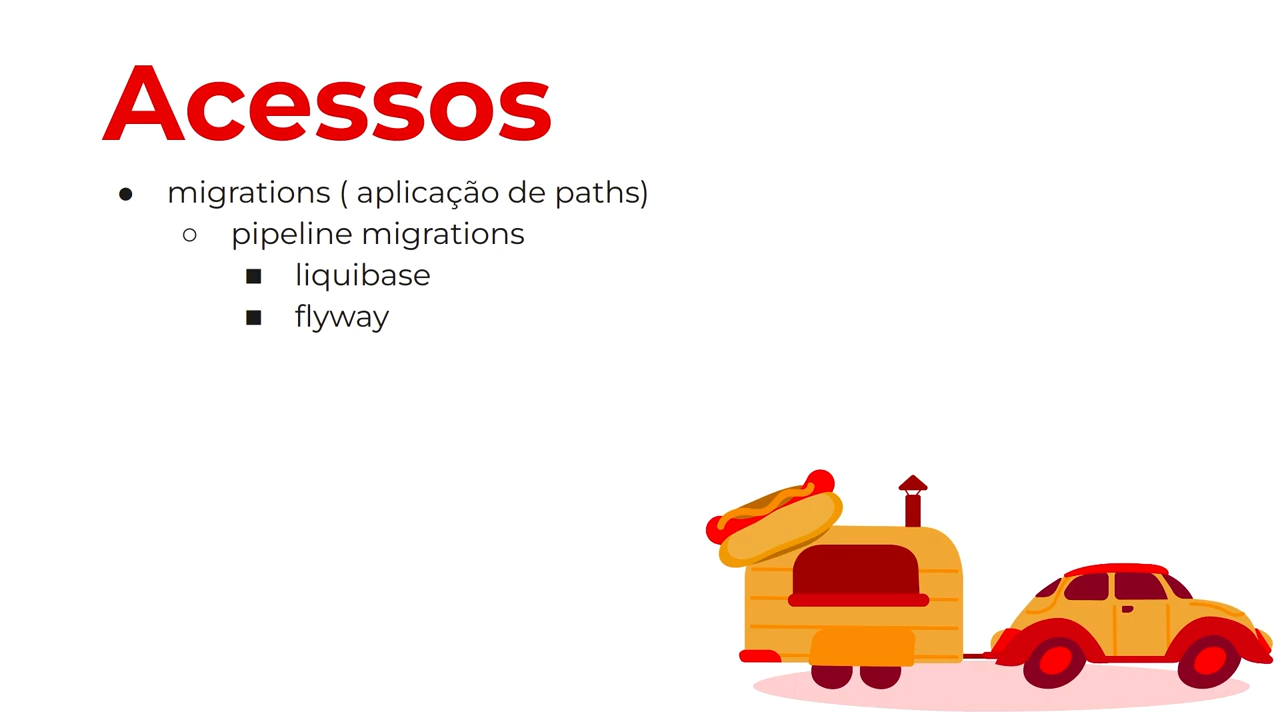 Acessos
● migrations ( aplicação de paths)
○ pipeline migrations
■ liquibase
■ flyway